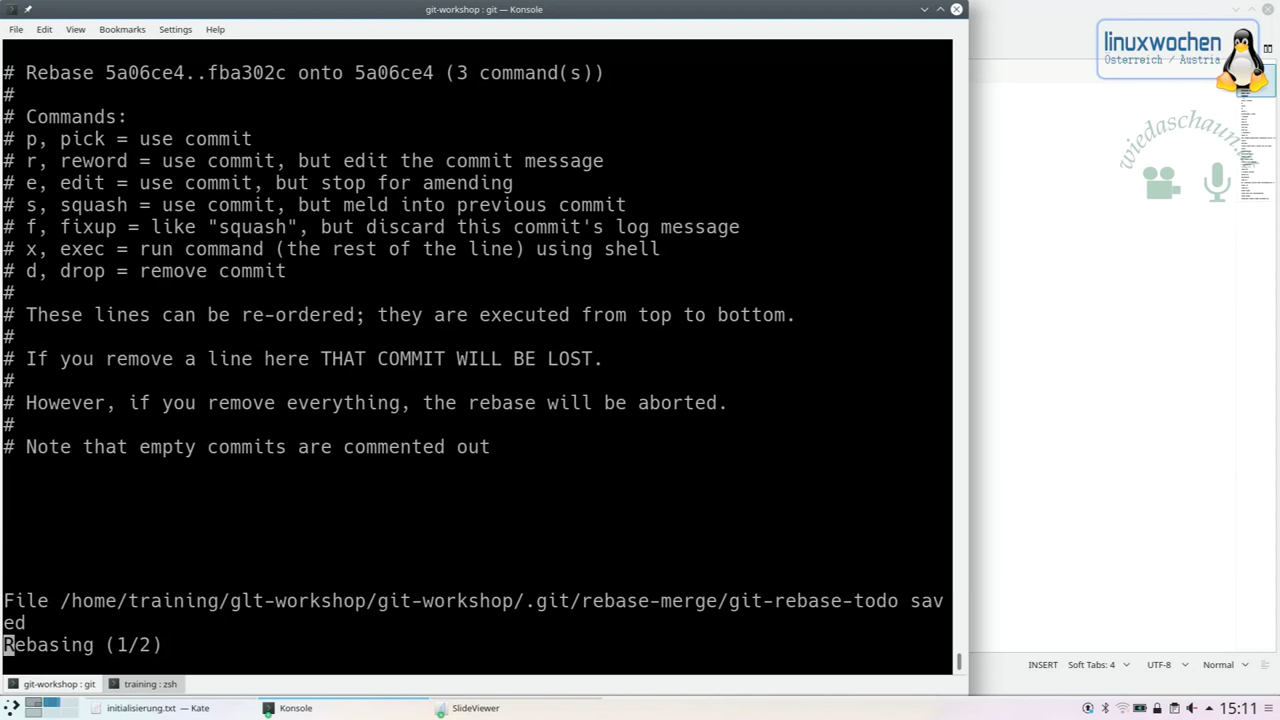 git-workshop : git — Konsole
File Edit View Bookmarks Settings Help
# Rebase 5a06ce4..fba302c onto 5a06ce4 (3 command(s))
#
# Commands:
# p, pick = use commit
# r, reword = use commit, but edit the commit message
# e, edit = use commit, but stop for amending
# s, squash = use commit, but meld into previous commit
# f, fixup = like "squash", but discard this commit's log message
# x, exec = run command (the rest of the line) using shell
# d, drop = remove commit
#
# These lines can be re-ordered; they are executed from top to bottom.
#
# If you remove a line here THAT COMMIT WILL BE LOST.
#
# However, if you remove everything, the rebase will be aborted.
#
# Note that empty commits are commented out
File /home/training/glt-workshop/git-workshop/.git/rebase-merge/git-rebase-todo sav
ed
Rebasing (1/2)
git-workshop : git training : zsh
linuxwochen
Österreich / Austria
INSERT Soft Tabs: 4 UTF-8 Normal
initialisierung.txt — Kate Konsole SlideViewer 15:11